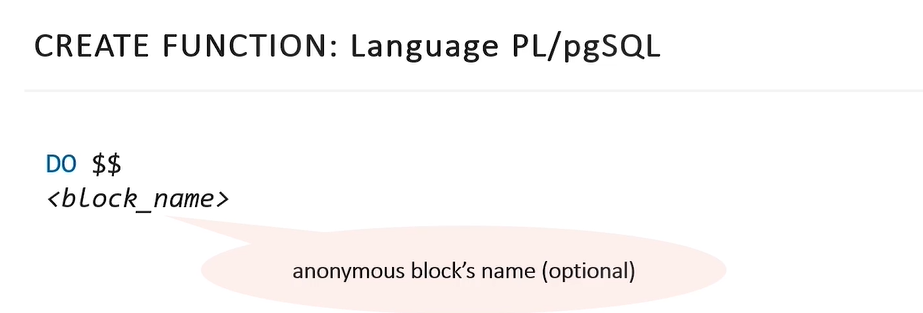 CREATE FUNCTION: Language PL/pgSQL
DO $$
<block_name>
anonymous block’s name (optional)